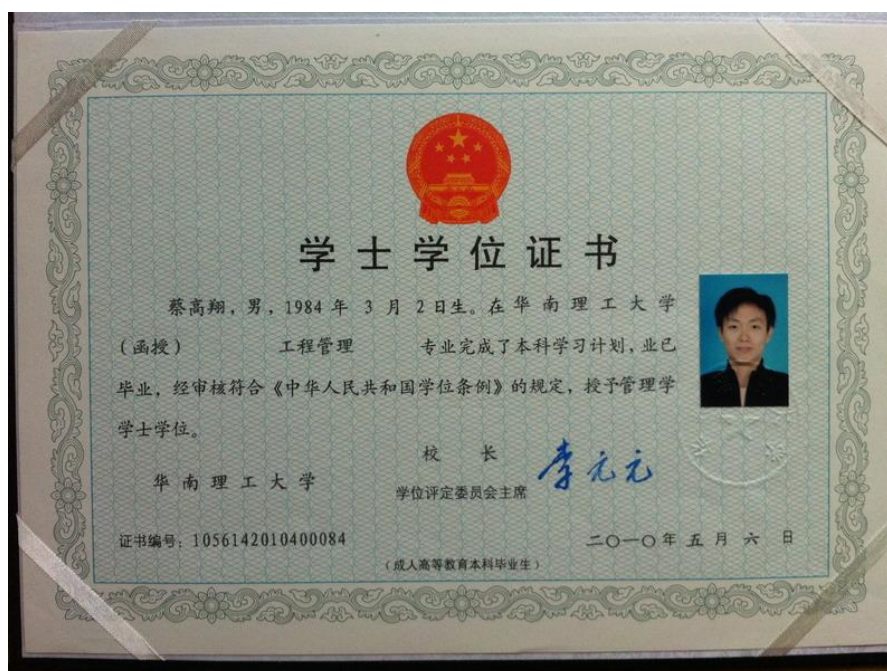 学士学位证书
蔡高翔，男，1984 年 3 月 2 日生。在华南理工大学
（函授） 工程管理 专业完成了本科学习计划，业已
毕业，经审核符合《中华人民共和国学位条例》的规定，授予管理学
学士学位。
校 长
华南理工大学
学位评定委员会主席
李元元
证书编号：1056142010400084
二〇一〇年五月六日
（成人高等教育本科毕业生）